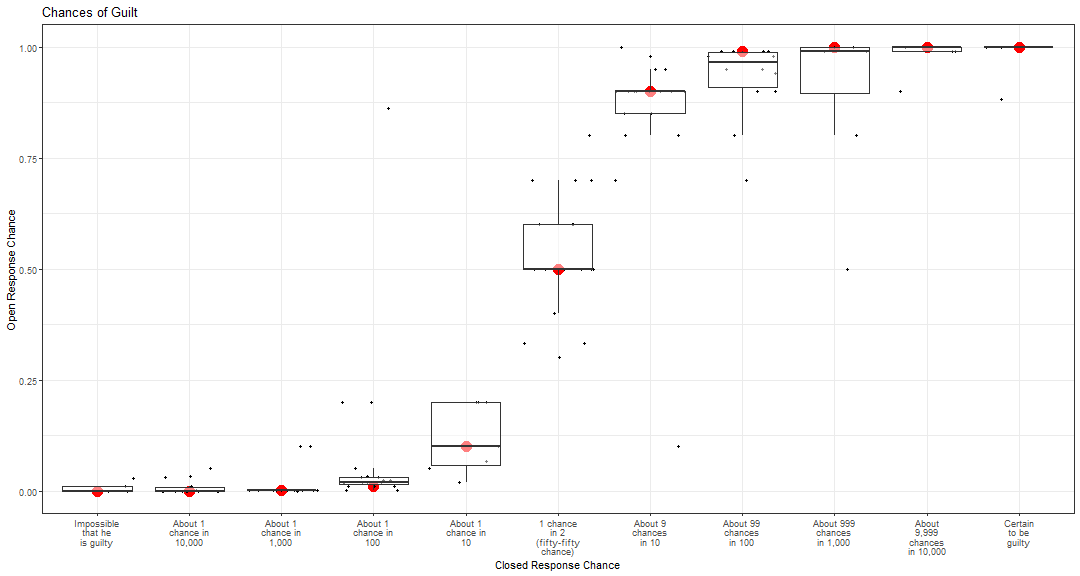 Chances of Guilt
1.00
0.75
0.50
0.25
0.00
Open Response Chance
Impossible
that he
is guilty
About 1
chance in
10,000
About 1
chance in
1,000
About 1
chance in
100
About 1
chance in
10
1 chance
in 2
(fifty-fifty
chance)
About 9
chances
in 10
About 99
chances
in 100
About 999
chances
in 1,000
About
9,999
chances
in 10,000
Certain
to be
guilty
Closed Response Chance